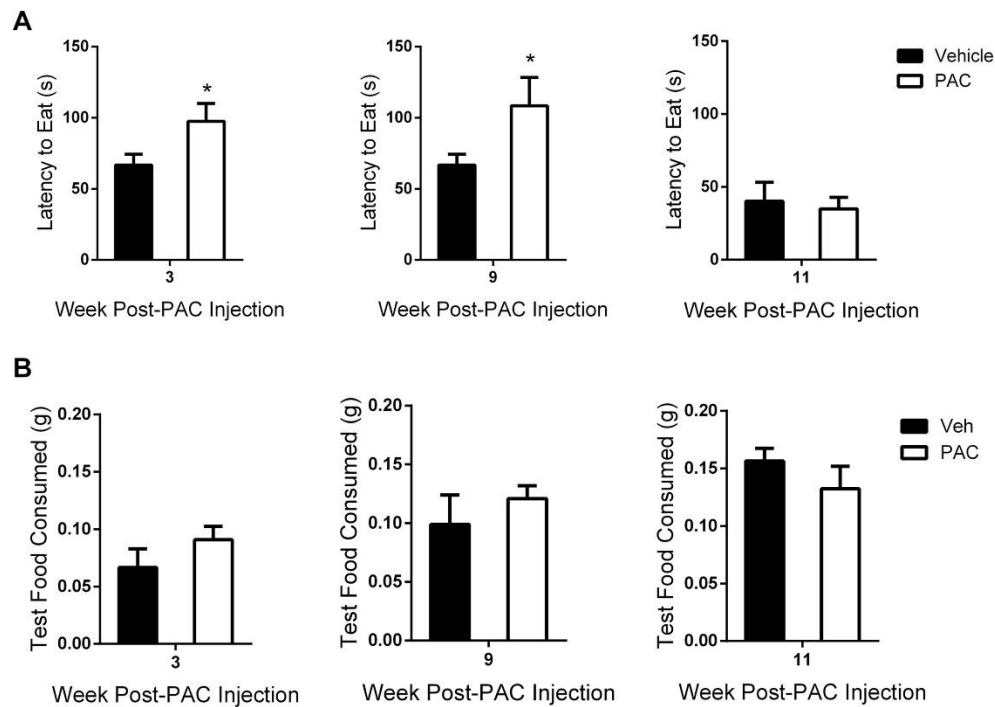 A
Latency to Eat (s)
150
100
50
0
*
3
Week Post-PAC Injection
Latency to Eat (s)
150
100
50
0
*
9
Week Post-PAC Injection
Latency to Eat (s)
150
100
50
0
11
Week Post-PAC Injection
Vehicle
PAC
B
Test Food Consumed (g)
0.20
0.15
0.10
0.05
0.00
3
Week Post-PAC Injection
Test Food Consumed (g)
0.20
0.15
0.10
0.05
0.00
9
Week Post-PAC Injection
Test Food Consumed (g)
0.20
0.15
0.10
0.05
0.00
11
Week Post-PAC Injection
Veh
PAC